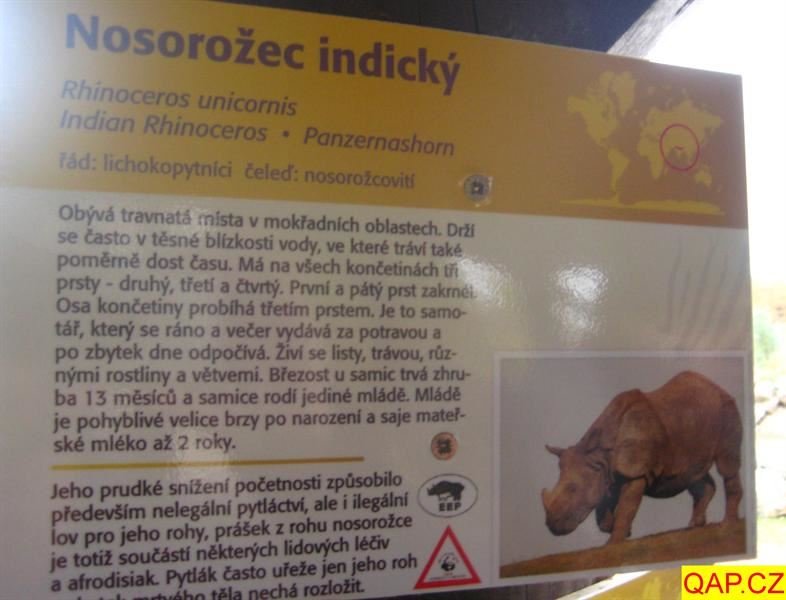 Nosorožec indický
Rhinoceros unicornis
Indian Rhinoceros • Panzernashorn
řád: lichokopytníci čeleď: nosorožcovití
Obývá travnatá místa v mokřadních oblastech. Drží
se často v těsné blízkosti vody, ve které tráví také
poměrně dost času. Má na všech končetinách tři
prsty - druhý, třetí a čtvrtý. První a pátý prst zakrněl.
Osa končetiny probíhá třetím prstem. Je to samo-
tář, který se ráno a večer vydává za potravou a
po zbytek dne odpočívá. Živí se listy, trávou, růz-
nými rostliny a větvemi. Březost u samic trvá zhru-
ba 13 měsíců a samice rodí jediné mládě. Mládě
je pohyblivé velice brzy po narození a saje mateř-
ské mléko až 2 roky.
Jeho prudké snížení početnosti způsobilo
především nelegální pytláctví, ale i ilegální
lov pro jeho rohy, prášek z rohu nosorožce
je totiž součástí některých lidových léčiv
a afrodisiak. Pytlák často uřeže jen jeho roh
mrtvého těla nechá rozložit.
EEP
QAP.CZ